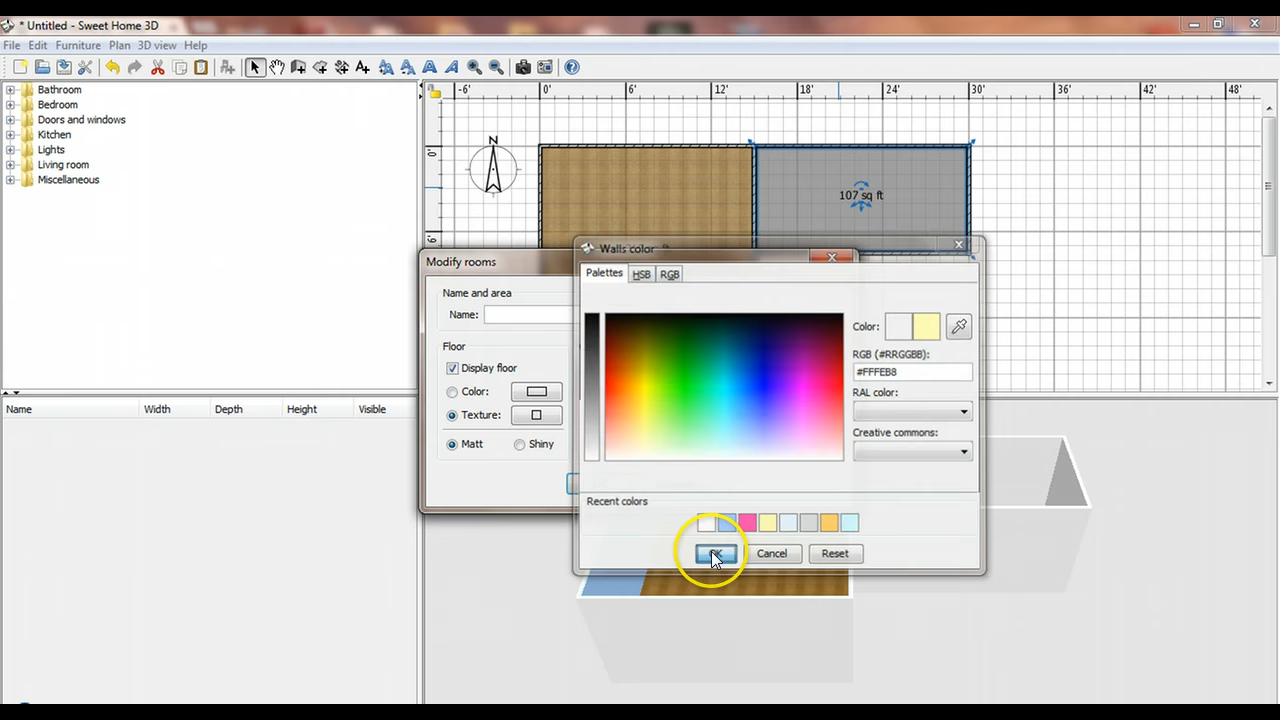 * Untitled - Sweet Home 3D
File Edit Furniture Plan 3D view Help
Bathroom
Bedroom
Doors and windows
Kitchen
Lights
Living room
Miscellaneous
-6' 0' 6' 12' 18' 24' 30' 36' 42' 48'
0'
N
107 sq ft
Name Width Depth Height Visible
Modify rooms
Name and area
Name:
Floor
Display floor
Color:
Texture:
Matt Shiny
Walls color
Palettes HSB RGB
Color:
RGB (#RRGGBB):
#FFFEB8
RAL color:
Creative commons:
Recent colors
OK Cancel Reset